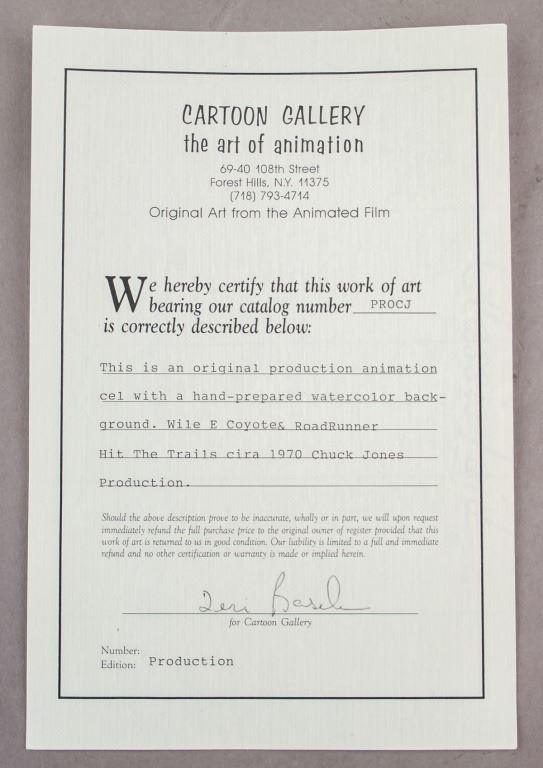 CARTOON GALLERY
the art of animation
69-40 108th Street
Forest Hills, N.Y. 11375
(718) 793-4714
Original Art from the Animated Film
We hereby certify that this work of art
bearing our catalog number PROCJ
is correctly described below:
This is an original production animation
cel with a hand-prepared watercolor back-
ground. Wile E Coyote& RoadRunner
Hit The Trails cira 1970 Chuck Jones
Production.
Should the above description prove to be inaccurate, wholly or in part, we will upon request
immediately refund the full purchase price to the original owner of register provided that this
work of art is returned to us in good condition. Our liability is limited to a full and immediate
refund and no other certification or warranty is made or implied herein.
for Cartoon Gallery
Number:
Edition: Production